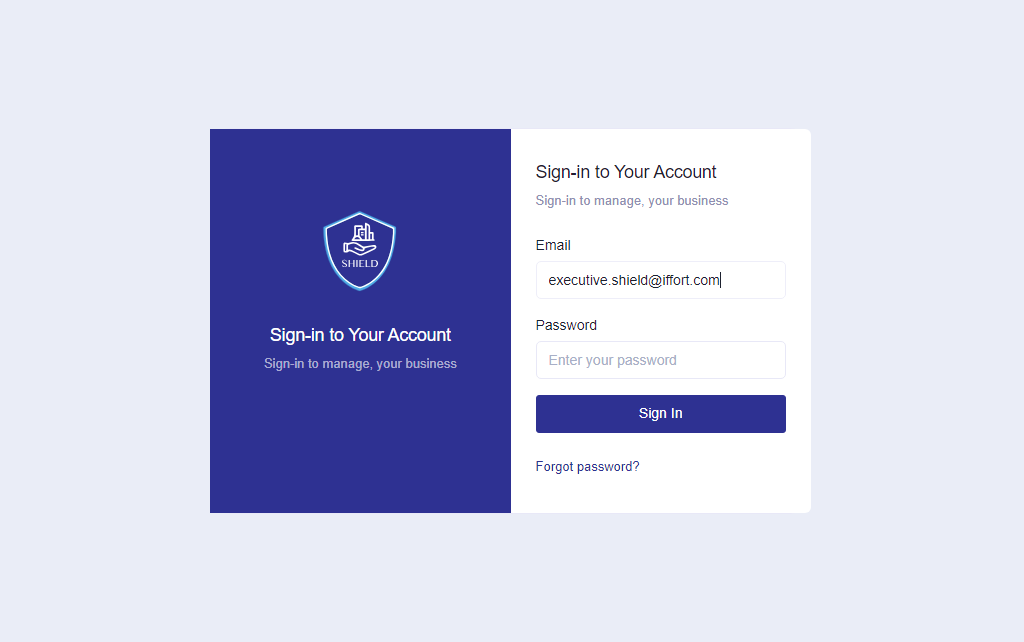 SHIELD
Sign-in to Your Account
Sign-in to manage, your business
Sign-in to Your Account
Sign-in to manage, your business
Email
executive.shield@iffort.com
Password
Enter your password
Sign In
Forgot password?